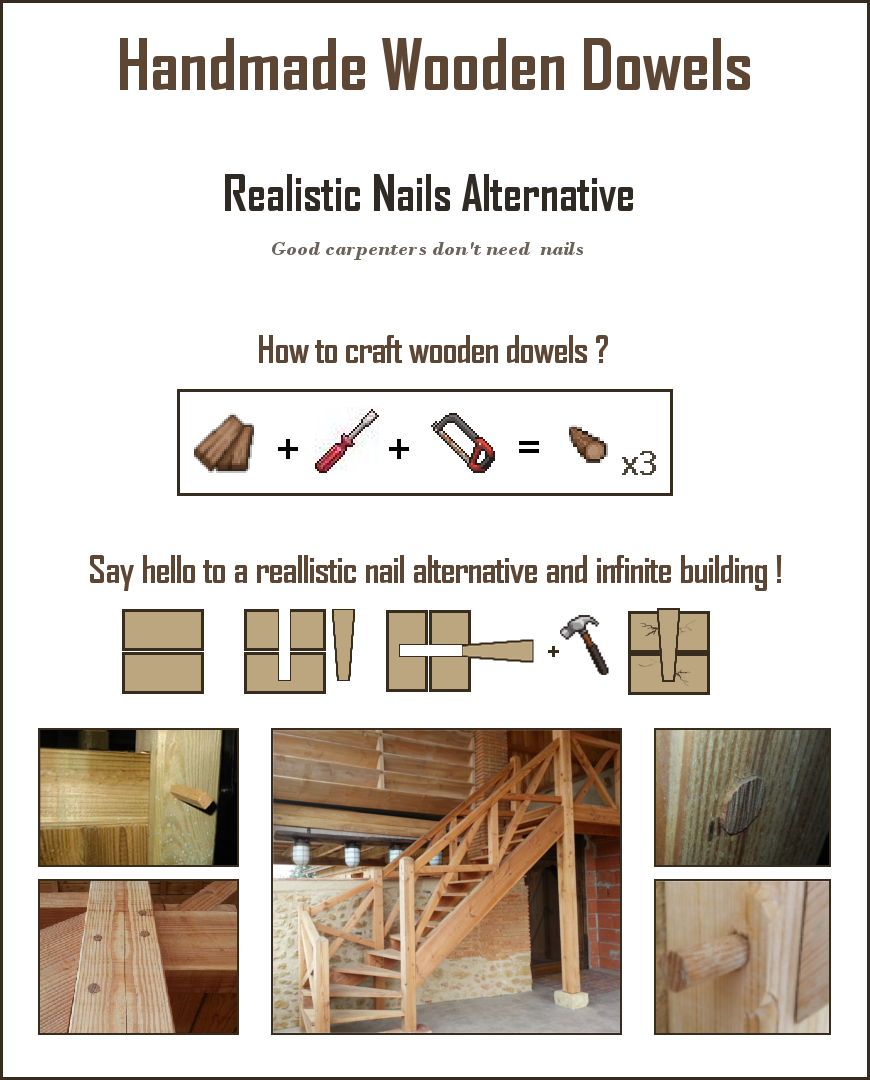 Handmade Wooden Dowels
Realistic Nails Alternative
Good carpenters don't need nails
How to craft wooden dowels ?
+ + = x3
Say hello to a reallistic nail alternative and infinite building !
+